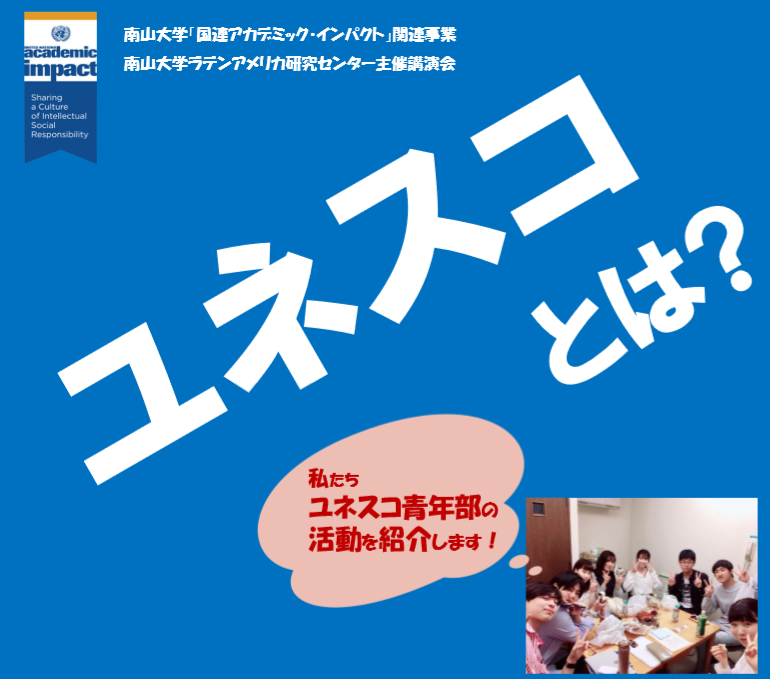 南山大学「国連アカデミック・インパクト」関連事業
南山大学ラテンアメリカ研究センター主催講演会
UNITED NATIONS
academic
impact
Sharing
a Culture
of Intellectual
Social
Responsibility
ユネスコ
とは?
私たち
ユネスコ青年部の
活動を紹介します!